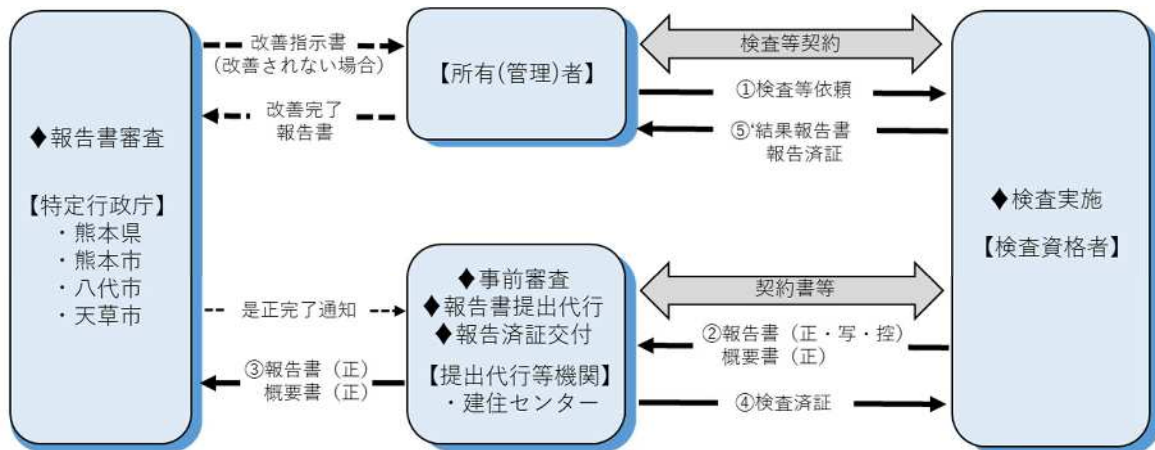 ◆報告書審査
【特定行政庁】
・熊本県
・熊本市
・八代市
・天草市
改善指示書
(改善されない場合)
改善完了
報告書
【所有(管理)者】
検査等契約
①検査等依頼
⑤‘結果報告書
報告済証
◆検査実施
【検査資格者】
是正完了通知
③報告書（正）
概要書（正）
◆事前審査
◆報告書提出代行
◆報告済証交付
【提出代行等機関】
・建住センター
契約書等
②報告書（正・写・控）
概要書（正）
④検査済証